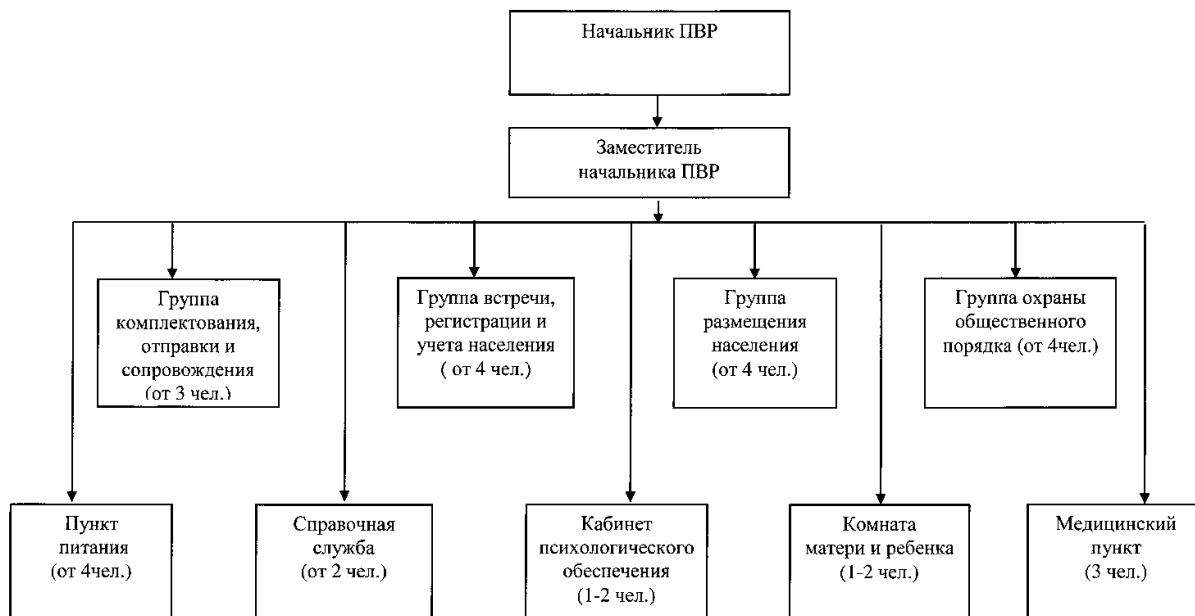 Начальник ПВР
Заместитель
начальника ПВР
Группа
комплектования,
отправки и
сопровождения
(от 3 чел.)
Группа встречи,
регистрации и
учета населения
( от 4 чел.)
Группа
размещения
населения
(от 4 чел.)
Группа охраны
общественного
порядка (от 4чел.)
Пункт
питания
(от 4чел.)
Справочная
служба
(от 2 чел.)
Кабинет
психологического
обеспечения
(1-2 чел.)
Комната
матери и ребенка
(1-2 чел.)
Медицинский
пункт
(3 чел.)